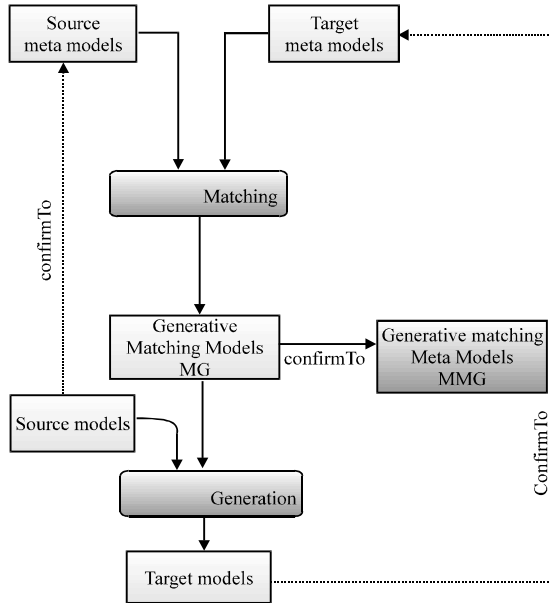 Source
meta models
Target
meta models
confirmTo
Matching
Generative
Matching Models
MG
confirmTo
Generative matching
Meta Models
MMG
Source models
ConfirmTo
Generation
Target models